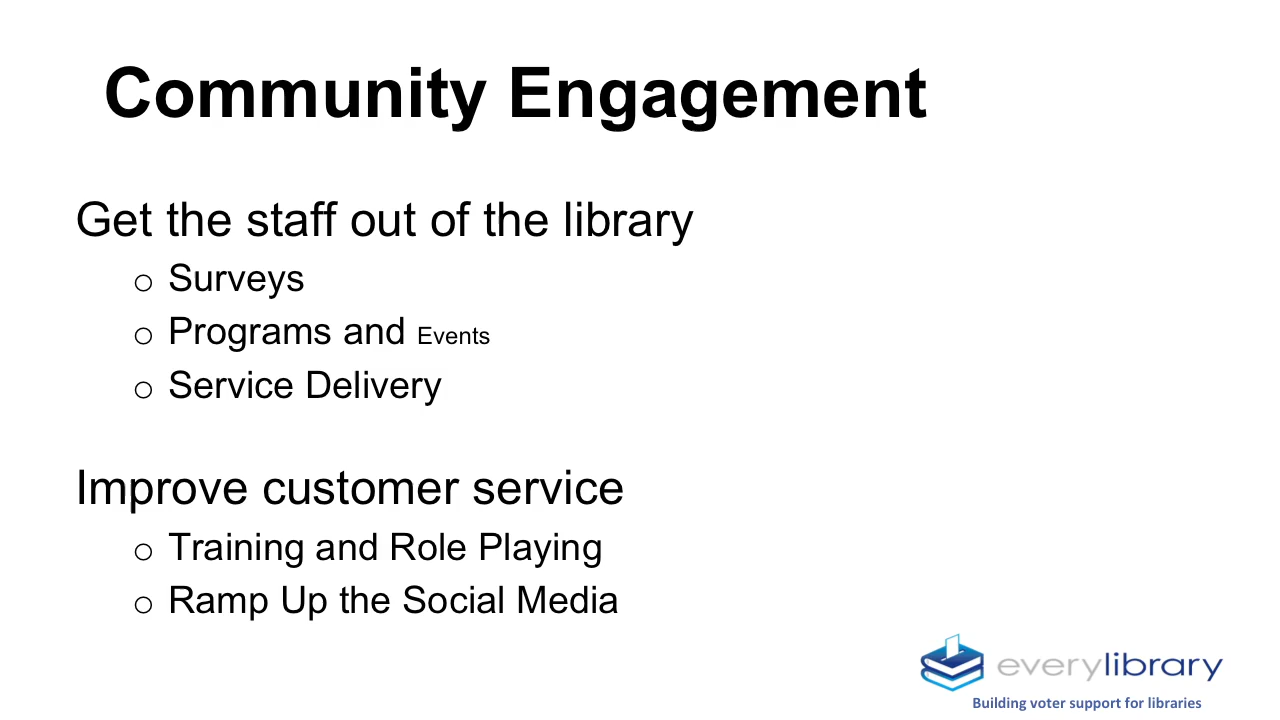 Community Engagement
Get the staff out of the library
o Surveys
o Programs and Events
o Service Delivery
Improve customer service
o Training and Role Playing
o Ramp Up the Social Media
everylibrary
Building voter support for libraries